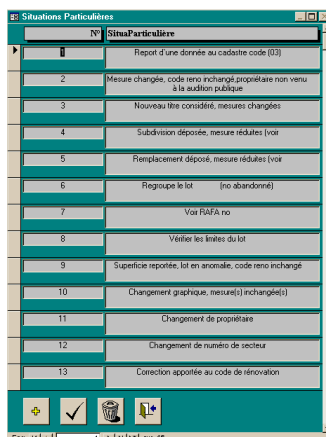 Situations Particulières
Nº SituaParticulière
1 Report d'une donnée au cadastre code (03)
2 Mesure changée, code reno inchangé,propriétaire non venu
à la audition publique
3 Nouveau titre considéré, mesures changées
4 Subdivision déposée, mesure réduites (voir
5 Remplacement déposé, mesure réduites (voir
6 Regroupe le lot (no abandonné)
7 Voir RAFA no
8 Vérifier les limites du lot
9 Superficie reportée, lot en anomalie, code reno inchangé
10 Changement graphique, mesure(s) inchangée(s)
11 Changement de propriétaire
12 Changement de numéro de secteur
13 Correction apportée au code de rénovation